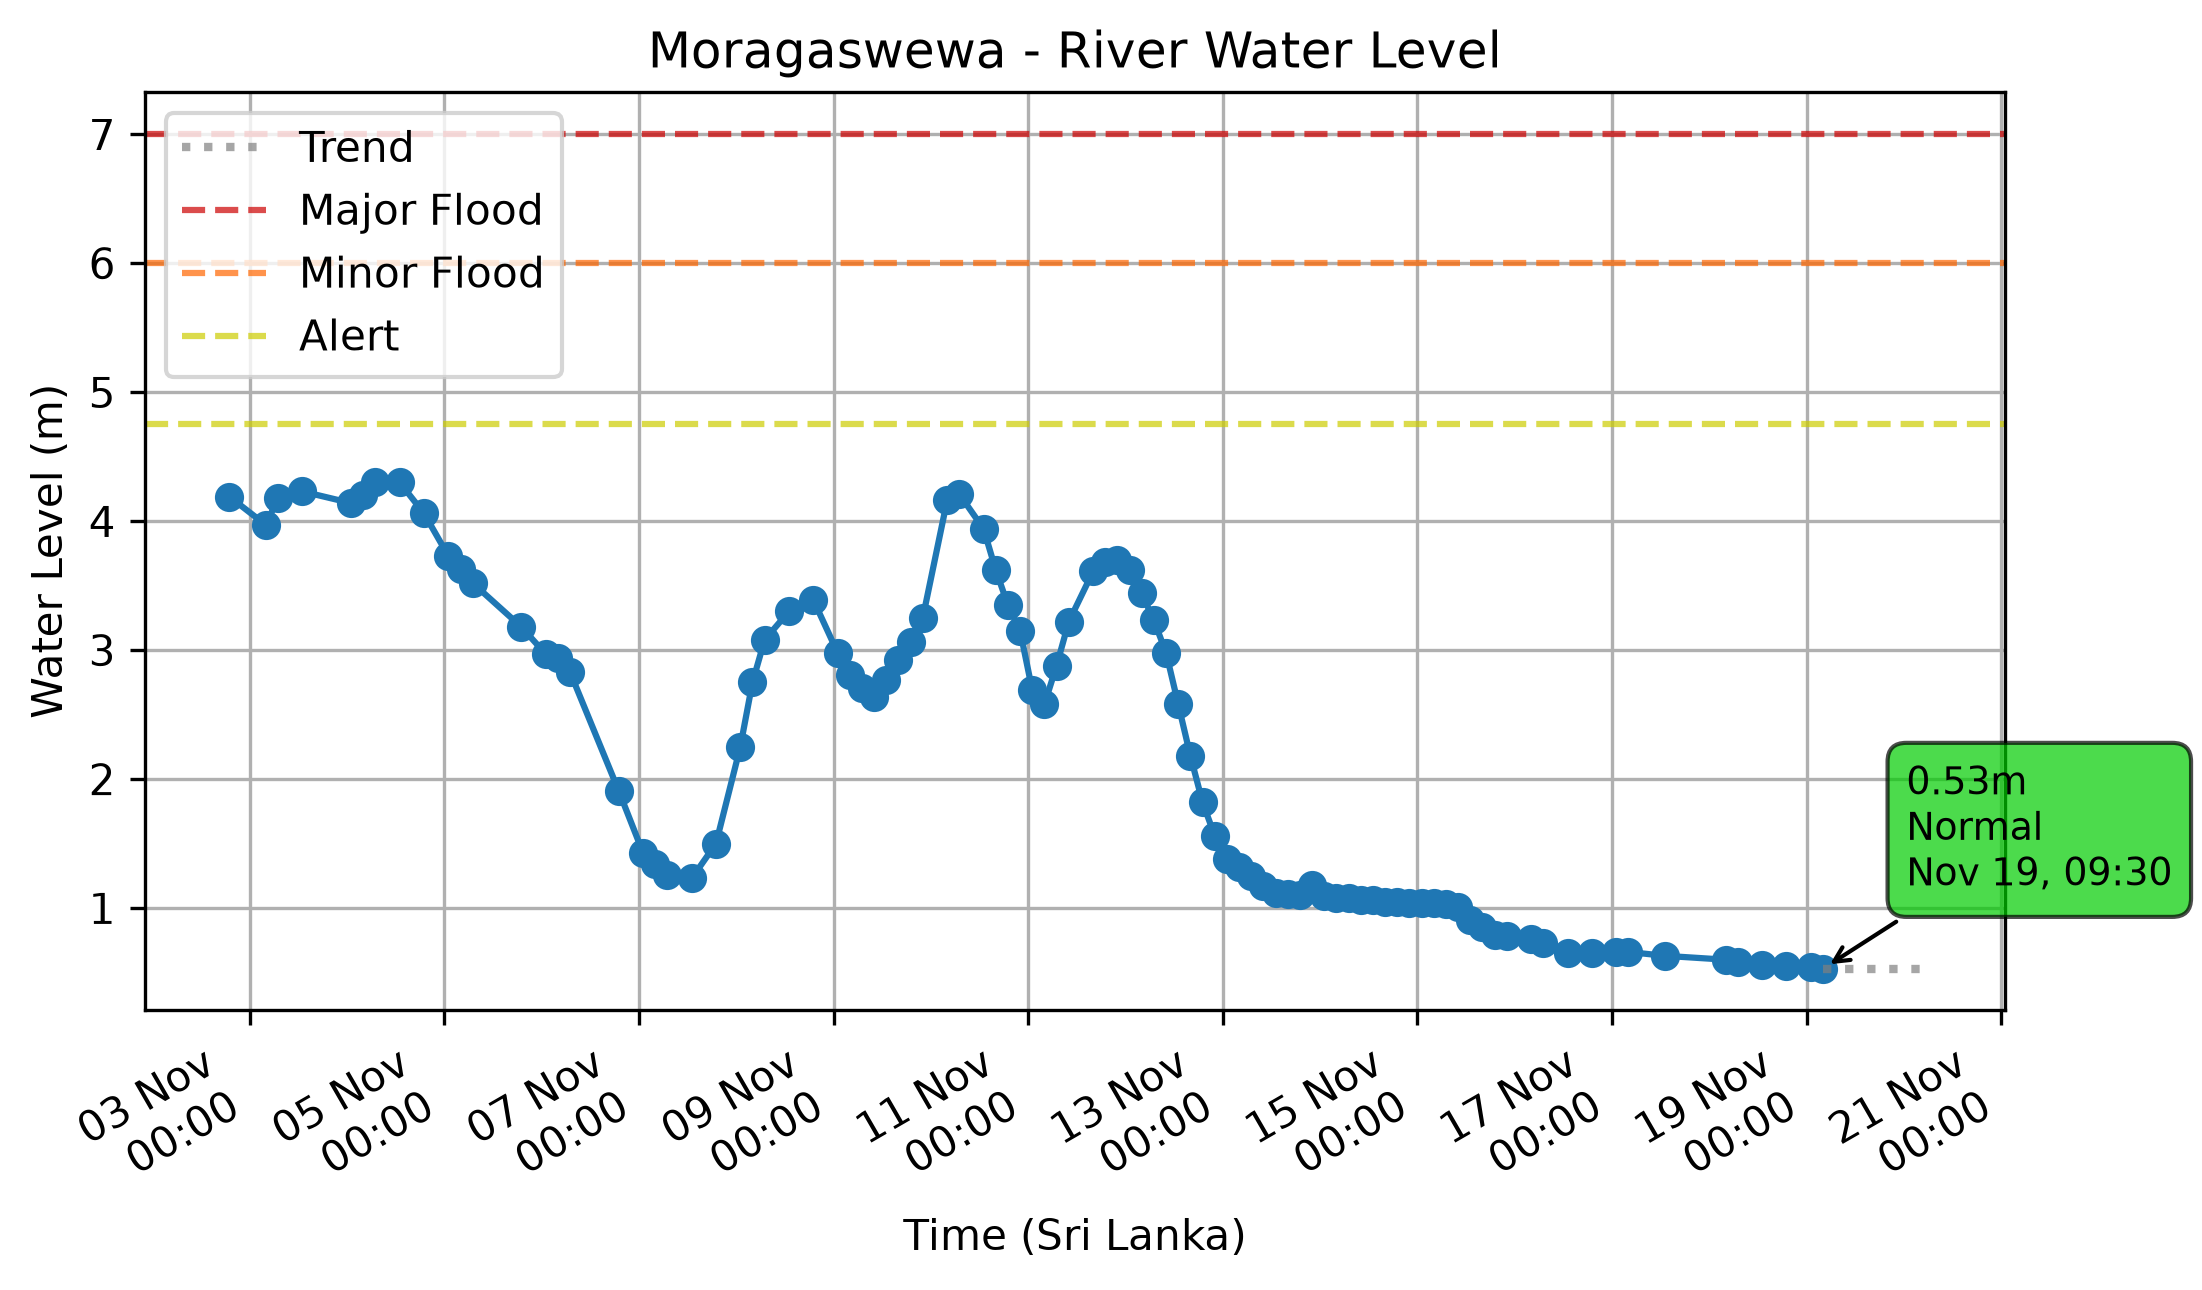 Moragaswewa - River Water Level
Trend
Major Flood
Minor Flood
Alert
7
6
5
4
3
2
1
Water Level (m)
0.53m
Normal
Nov 19, 09:30
03 Nov
00:00
05 Nov
00:00
07 Nov
00:00
09 Nov
00:00
11 Nov
00:00
13 Nov
00:00
15 Nov
00:00
17 Nov
00:00
19 Nov
00:00
21 Nov
00:00
Time (Sri Lanka)